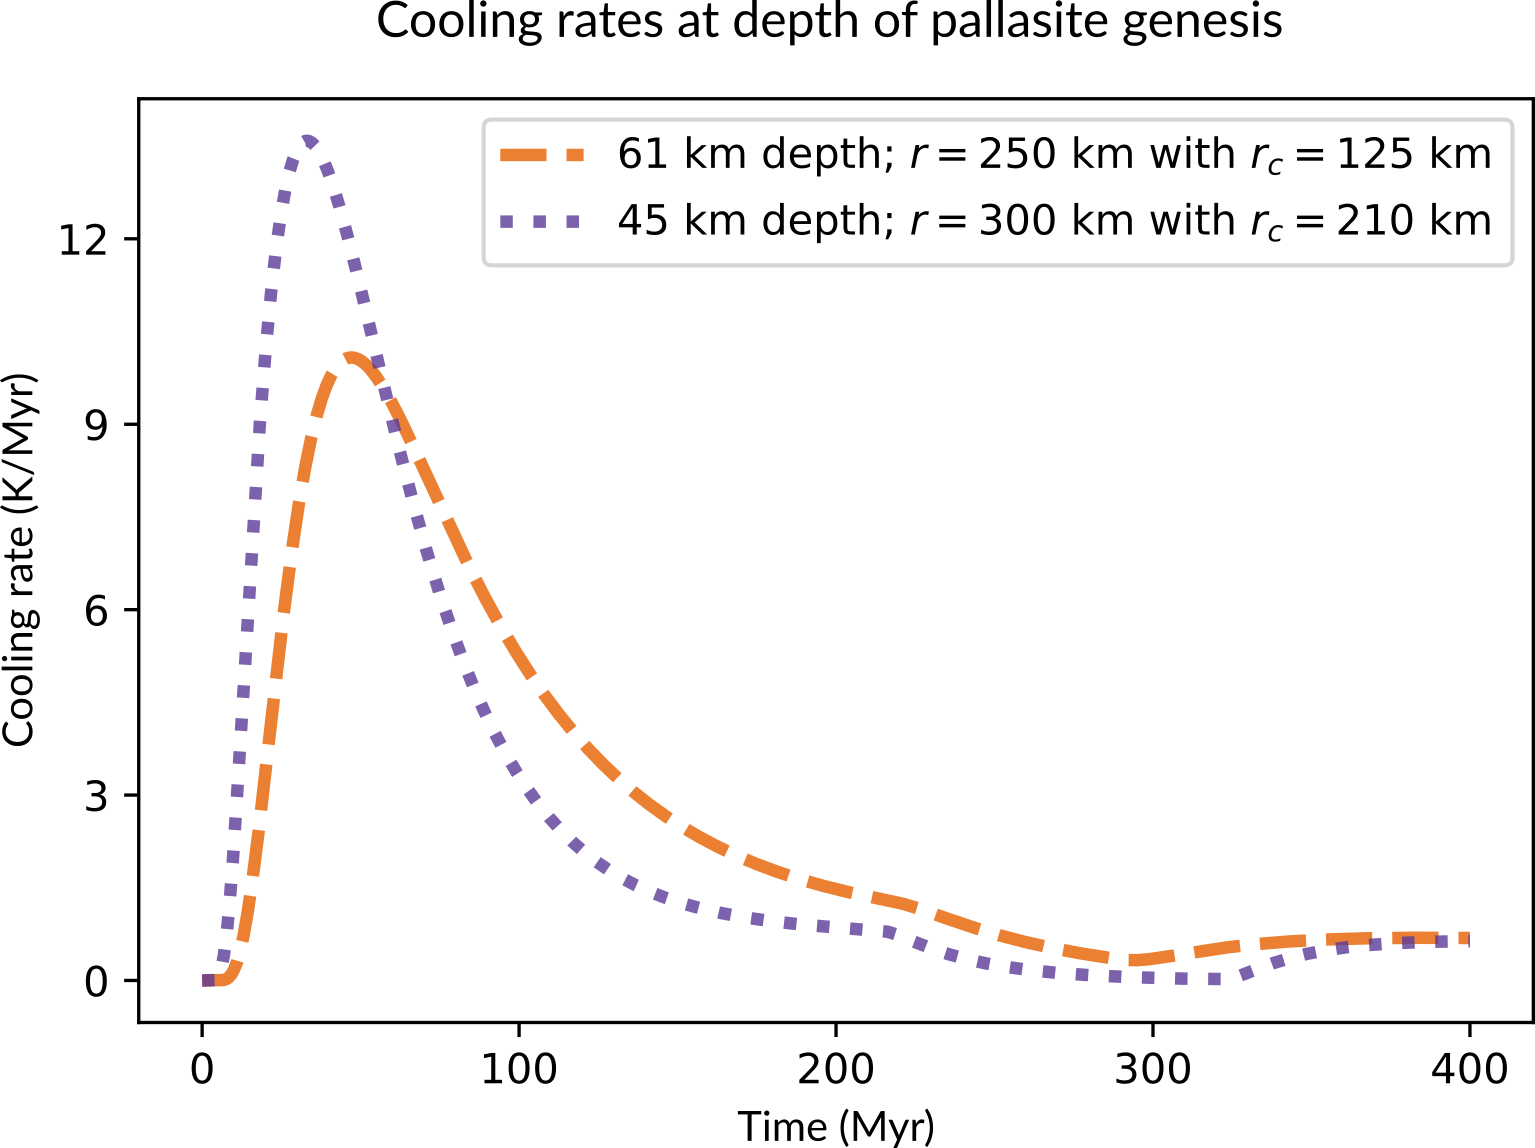 Cooling rates at depth of pallasite genesis
61 km depth; r = 250 km with r_c = 125 km
45 km depth; r = 300 km with r_c = 210 km
Cooling rate (K/Myr)
12
9
6
3
0
0 100 200 300 400
Time (Myr)